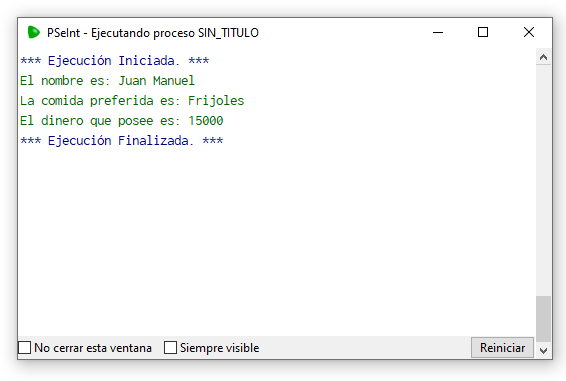 PSeInt - Ejecutando proceso SIN_TITULO
*** Ejecución Iniciada. ***
El nombre es: Juan Manuel
La comida preferida es: Frijoles
El dinero que posee es: 15000
*** Ejecución Finalizada. ***
No cerrar esta ventana Siempre visible Reiniciar